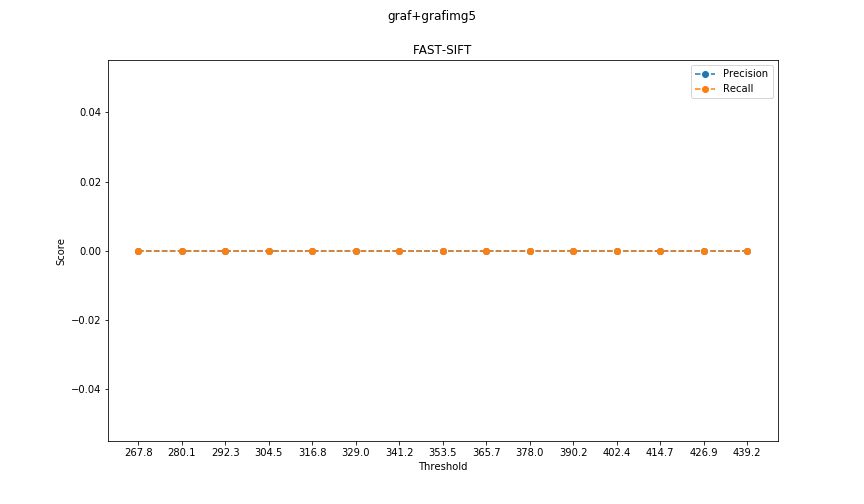 graf+grafimg5
FAST-SIFT
Precision
Recall
0.04
0.02
0.00
−0.02
−0.04
Score
267.8 280.1 292.3 304.5 316.8 329.0 341.2 353.5 365.7 378.0 390.2 402.4 414.7 426.9 439.2
Threshold